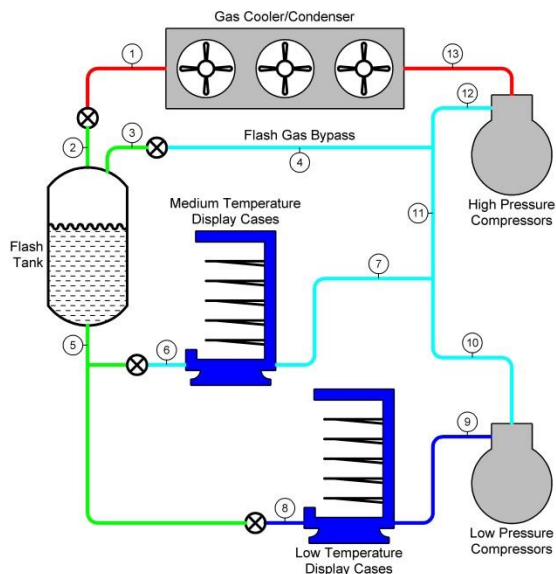 Gas Cooler/Condenser
1
13
12
2
3
Flash Gas Bypass
4
High Pressure
Compressors
Medium Temperature
Display Cases
11
Flash
Tank
7
5
6
10
9
8
Low Pressure
Compressors
Low Temperature
Display Cases